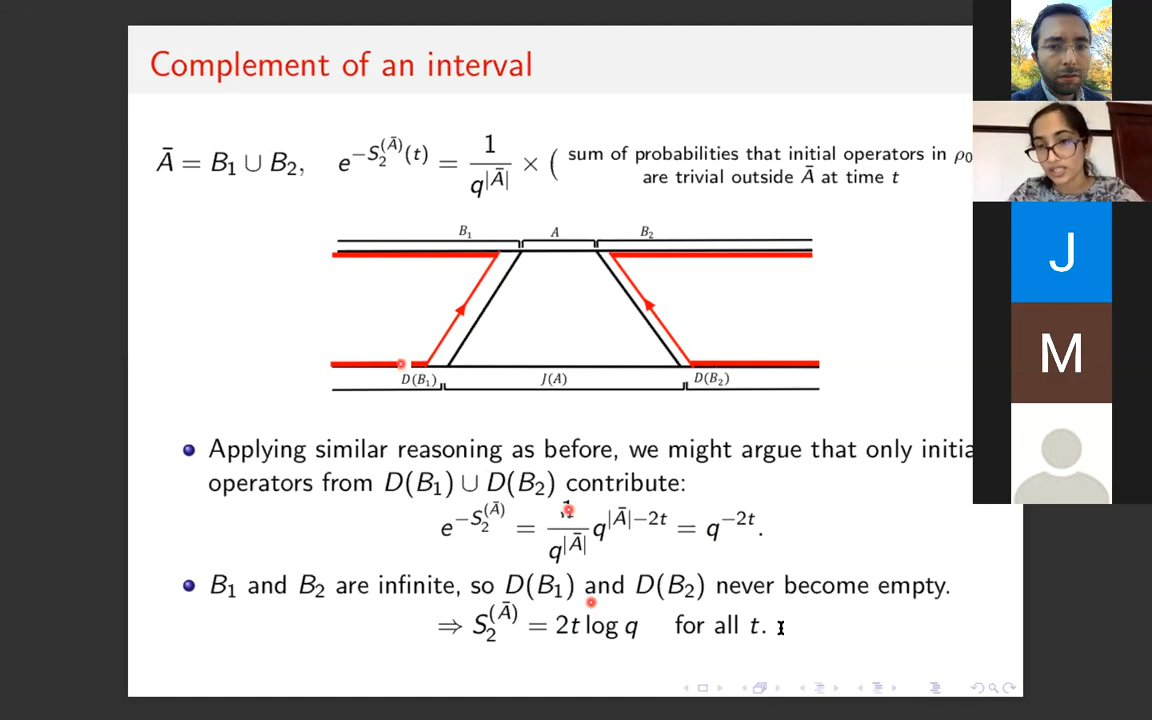 Complement of an interval
Ā = B₁ ∪ B₂, e^{−S₂^{(Ā)}(t)} = 1/q^{|Ā|} × ( sum of probabilities that initial operators in ρ₀
are trivial outside Ā at time t
B₁ A B₂
D(B₁) J(A) D(B₂)
Applying similar reasoning as before, we might argue that only initia
operators from D(B₁) ∪ D(B₂) contribute:
e^{−S₂^{(Ā)}} = 1/q^{|Ā|} q^{|Ā|−2t} = q^{−2t}.
B₁ and B₂ are infinite, so D(B₁) and D(B₂) never become empty.
⇒ S₂^{(Ā)} = 2t log q for all t.
J
M